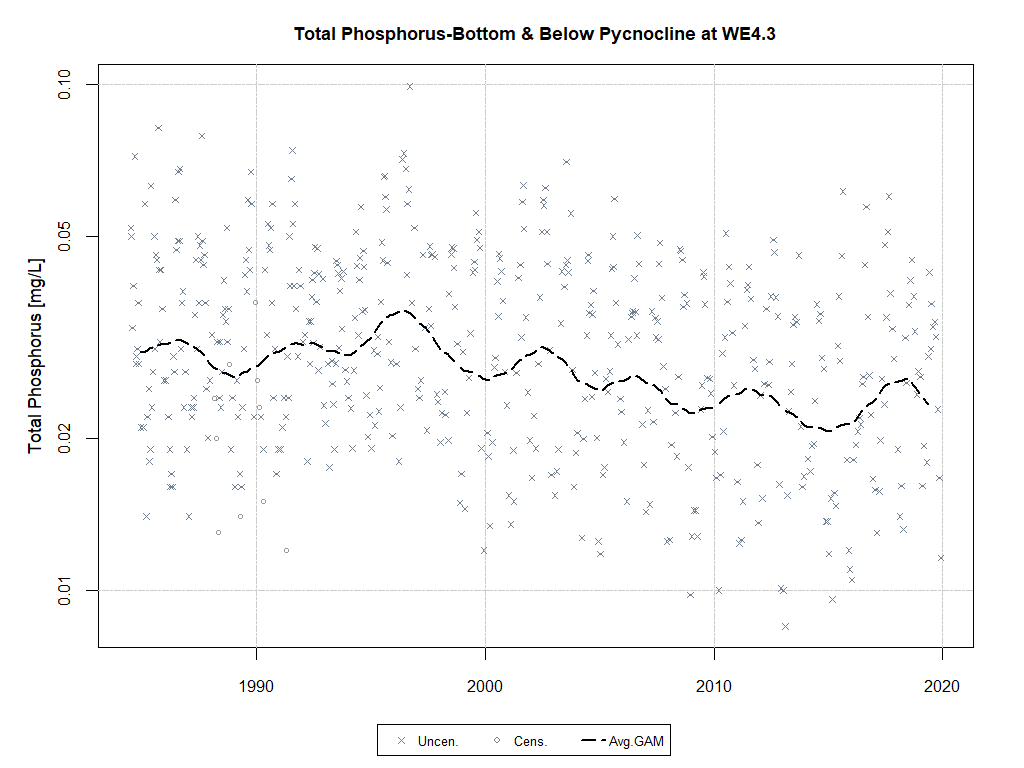 Total Phosphorus-Bottom & Below Pycnocline at WE4.3
Total Phosphorus [mg/L]
0.10
0.05
0.02
0.01
1990 2000 2010 2020
Uncen. Cens. Avg.GAM